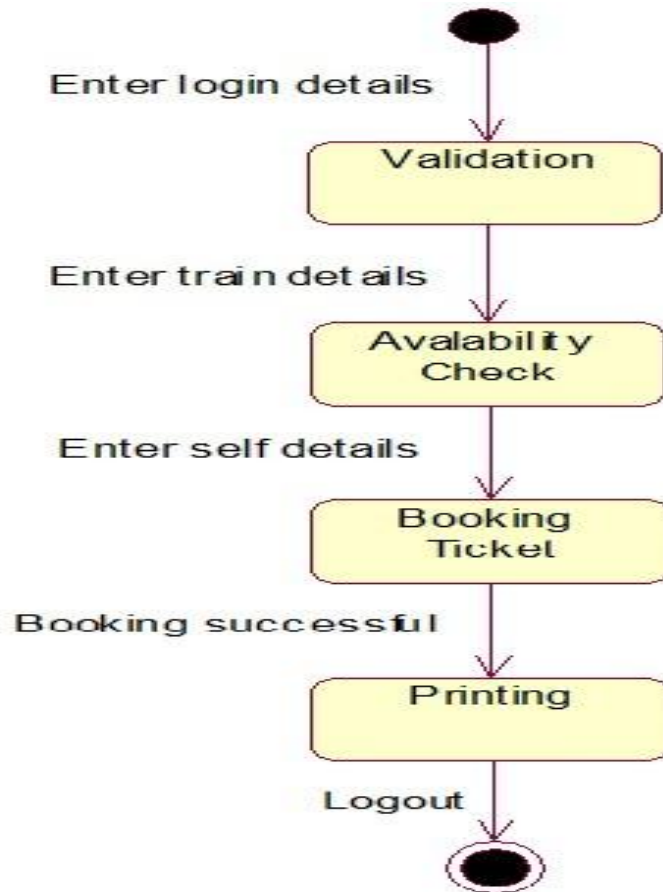 Enter login details
Validation
Enter train details
Avalability
Check
Enter self details
Booking
Ticket
Booking successful
Printing
Logout